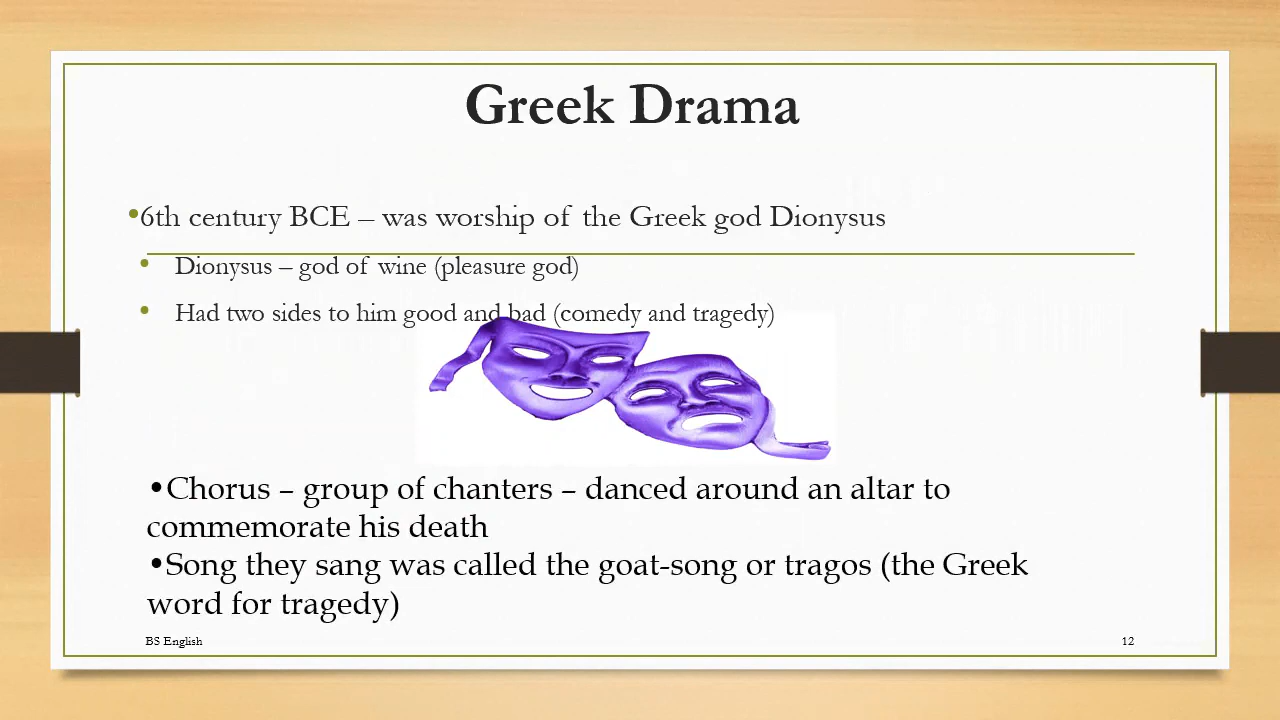 Greek Drama
•6th century BCE – was worship of the Greek god Dionysus
• Dionysus – god of wine (pleasure god)
• Had two sides to him good and bad (comedy and tragedy)
•Chorus – group of chanters – danced around an altar to
commemorate his death
•Song they sang was called the goat-song or tragos (the Greek
word for tragedy)
BS English
12